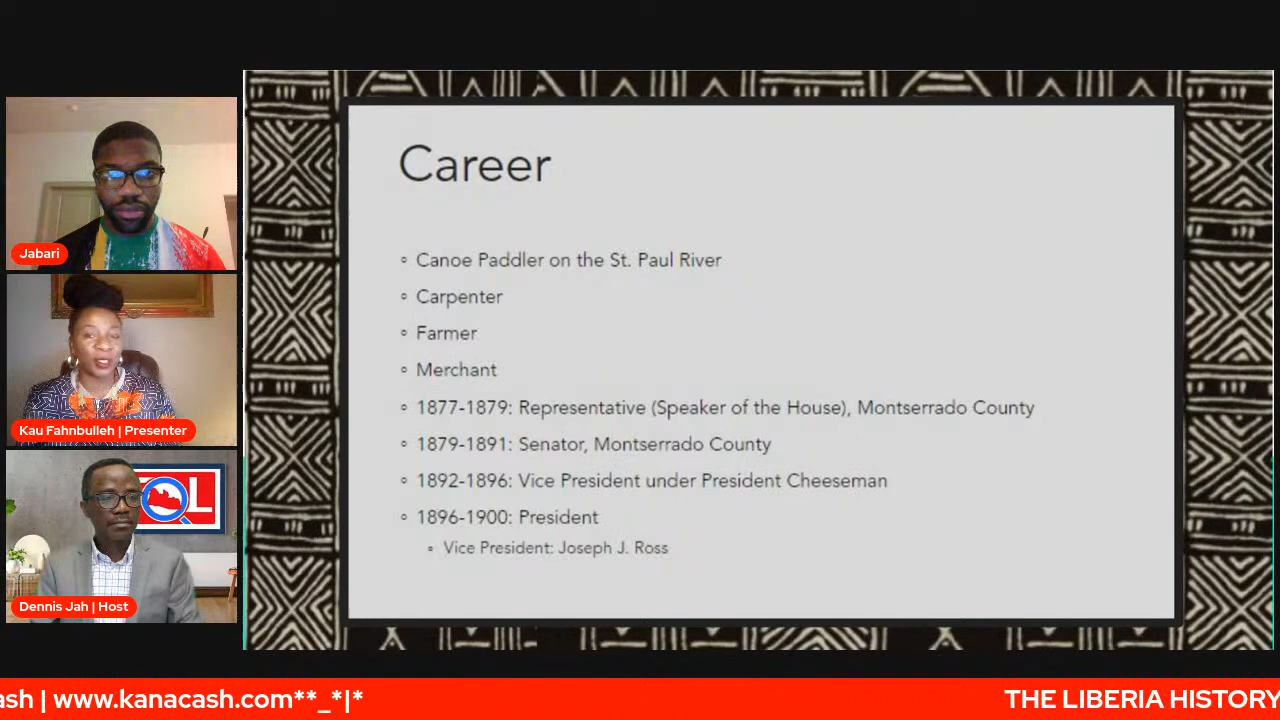 Jabari
Kau Fahnbulleh | Presenter
Dennis Jah | Host
Career
Canoe Paddler on the St. Paul River
Carpenter
Farmer
Merchant
1877-1879: Representative (Speaker of the House), Montserrado County
1879-1891: Senator, Montserrado County
1892-1896: Vice President under President Cheeseman
1896-1900: President
Vice President: Joseph J. Ross
ash | www.kanacash.com**_*|*
THE LIBERIA HISTORY